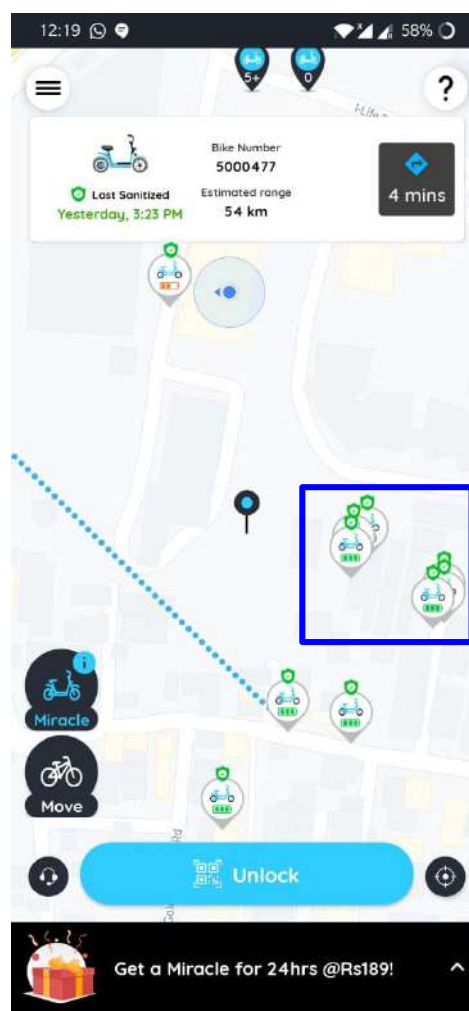 12:19
58%
5+
0
?
Bike Number
5000477
Last Sanitized
Yesterday, 3:23 PM
Estimated range
54 km
4 mins
i
Miracle
Move
Rd
Unlock
Get a Miracle for 24hrs @Rs189!